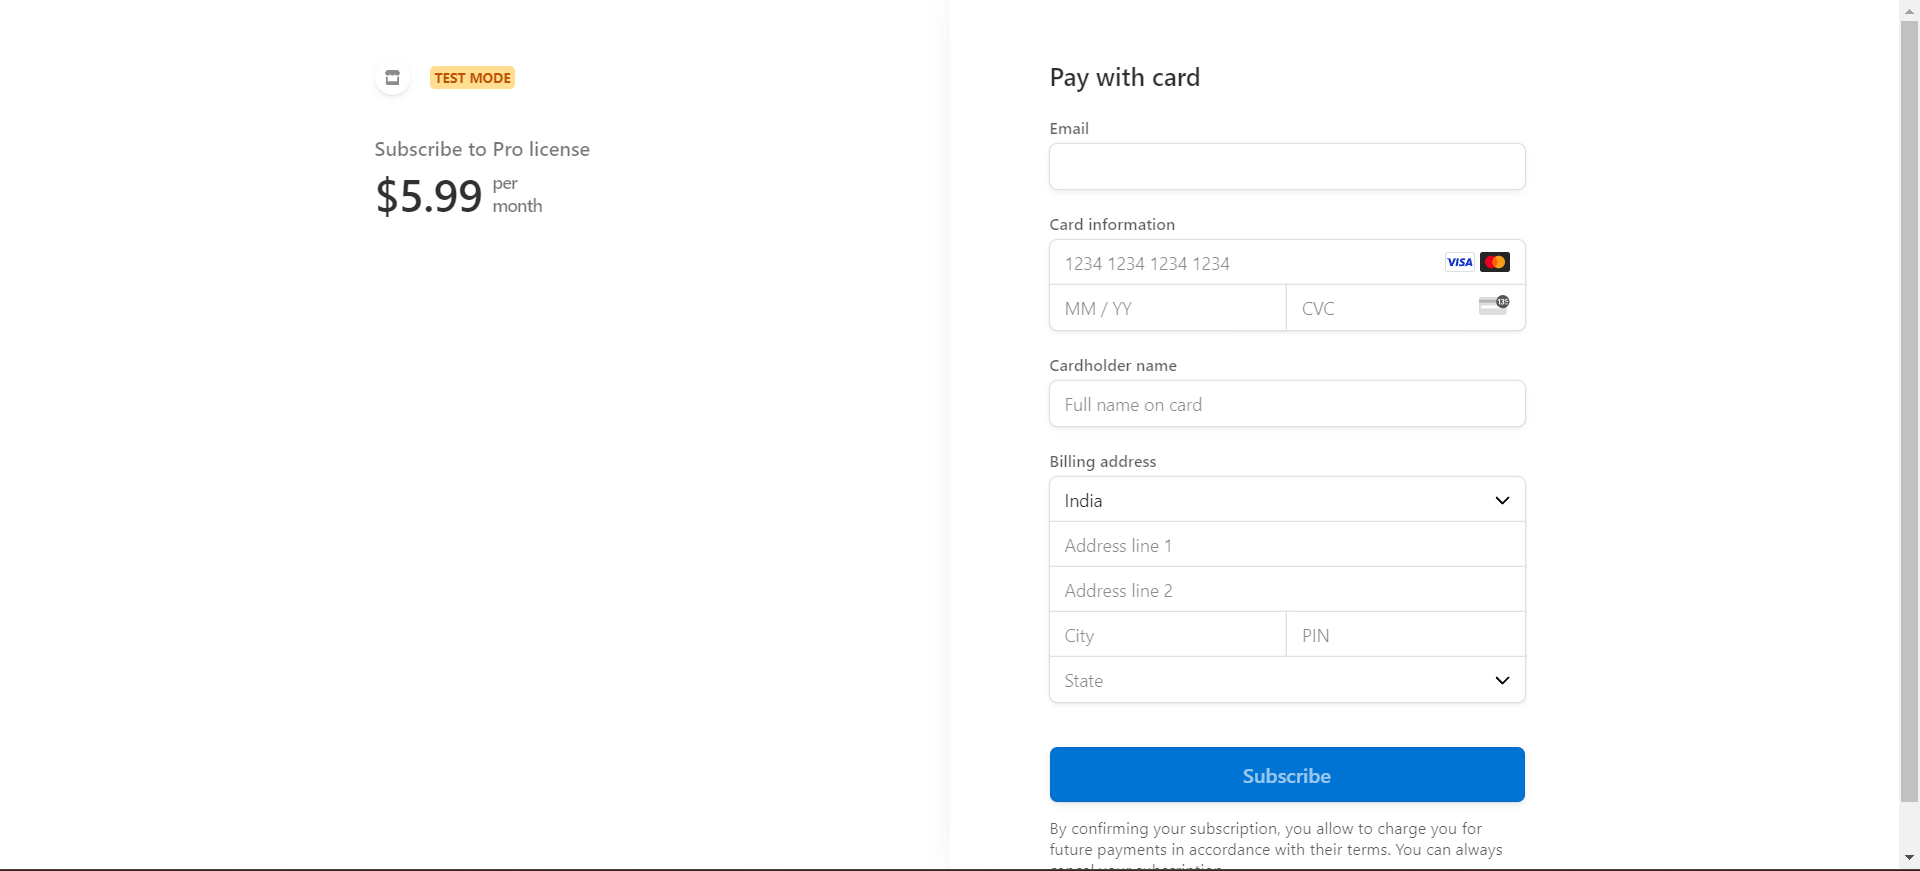 TEST MODE
Subscribe to Pro license
$5.99 per
month
Pay with card
Email
Card information
1234 1234 1234 1234 VISA
MM / YY CVC 135
Cardholder name
Full name on card
Billing address
India
Address line 1
Address line 2
City PIN
State
Subscribe
By confirming your subscription, you allow to charge you for
future payments in accordance with their terms. You can always
cancel your subscription.